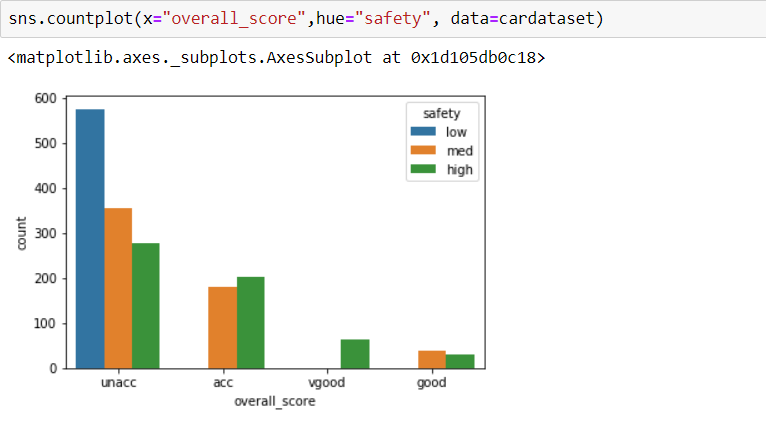 sns.countplot(x="overall_score",hue="safety", data=cardataset)
<matplotlib.axes._subplots.AxesSubplot at 0x1d105db0c18>
600
500
400
300
200
100
0
count
safety
low
med
high
unacc acc vgood good
overall_score